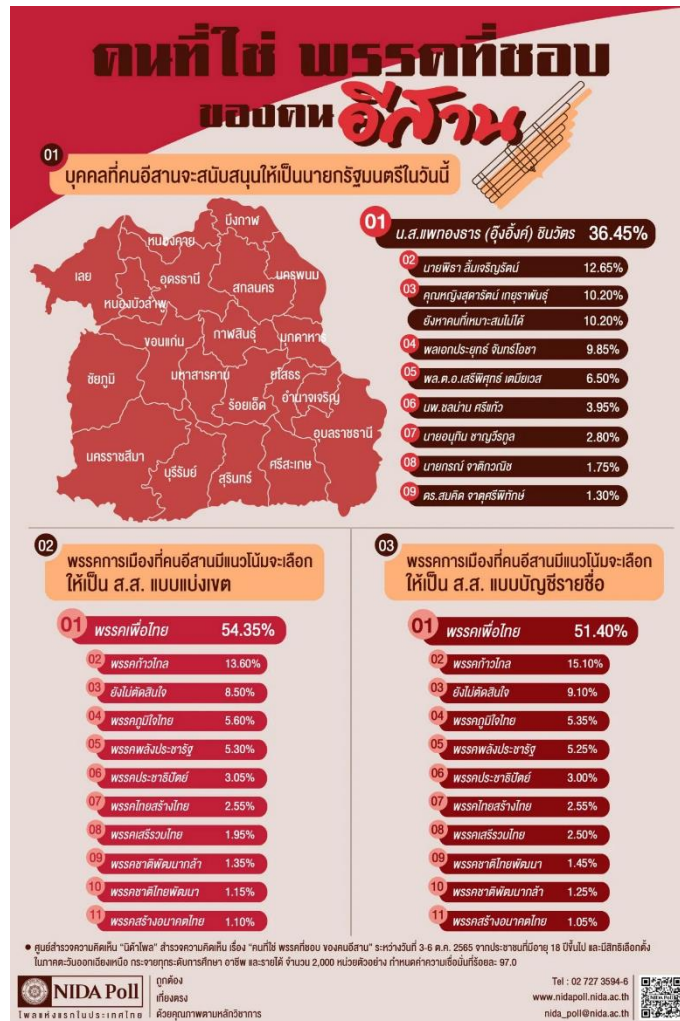 คนที่ใช่ พรรคที่ชอบ
ของคน อีสาน
01
บุคคลที่คนอีสานจะสนับสนุนให้เป็นนายกรัฐมนตรีในวันนี้
บึงกาฬ
หนองคาย
เลย
อุดรธานี
นครพนม
สกลนคร
หนองบัวลำพู
ขอนแก่น
กาฬสินธุ์
มุกดาหาร
ชัยภูมิ
มหาสารคาม
ยโสธร
ร้อยเอ็ด
อำนาจเจริญ
อุบลราชธานี
นครราชสีมา
บุรีรัมย์
สุรินทร์
ศรีสะเกษ
01 น.ส.แพทองธาร (อุ๊งอิ๊งค์) ชินวัตร 36.45%
02 นายพิธา ลิ้มเจริญรัตน์ 12.65%
03 คุณหญิงสุดารัตน์ เกยุราพันธุ์ 10.20%
ยังหาคนที่เหมาะสมไม่ได้ 10.20%
04 พลเอกประยุทธ์ จันทร์โอชา 9.85%
05 พล.ต.อ.เสรีพิศุทธ์ เตมียเวส 6.50%
06 นพ.ชลน่าน ศรีแก้ว 3.95%
07 นายอนุทิน ชาญวีรกูล 2.80%
08 นายกรณ์ จาติกวณิช 1.75%
09 ดร.สมคิด จาตุศรีพิทักษ์ 1.30%
02
พรรคการเมืองที่คนอีสานมีแนวโน้มจะเลือก
ให้เป็น ส.ส. แบบแบ่งเขต
01 พรรคเพื่อไทย 54.35%
02 พรรคก้าวไกล 13.60%
03 ยังไม่ตัดสินใจ 8.50%
04 พรรคภูมิใจไทย 5.60%
05 พรรคพลังประชารัฐ 5.30%
06 พรรคประชาธิปัตย์ 3.05%
07 พรรคไทยสร้างไทย 2.55%
08 พรรคเสรีรวมไทย 1.95%
09 พรรคชาติพัฒนากล้า 1.35%
10 พรรคชาติไทยพัฒนา 1.15%
11 พรรคสร้างอนาคตไทย 1.10%
03
พรรคการเมืองที่คนอีสานมีแนวโน้มจะเลือก
ให้เป็น ส.ส. แบบบัญชีรายชื่อ
01 พรรคเพื่อไทย 51.40%
02 พรรคก้าวไกล 15.10%
03 ยังไม่ตัดสินใจ 9.10%
04 พรรคภูมิใจไทย 5.35%
05 พรรคพลังประชารัฐ 5.25%
06 พรรคประชาธิปัตย์ 3.00%
07 พรรคไทยสร้างไทย 2.55%
08 พรรคเสรีรวมไทย 2.50%
09 พรรคชาติไทยพัฒนา 1.45%
10 พรรคชาติพัฒนากล้า 1.25%
11 พรรคสร้างอนาคตไทย 1.05%
● ศูนย์สำรวจความคิดเห็น "นิด้าโพล" สำรวจความคิดเห็น เรื่อง "คนที่ใช่ พรรคที่ชอบ ของคนอีสาน" ระหว่างวันที่ 3-6 ต.ค. 2565 จากประชาชนที่มีอายุ 18 ปีขึ้นไป และมีสิทธิเลือกตั้ง
ในภาคตะวันออกเฉียงเหนือ กระจายทุกระดับการศึกษา อาชีพ และรายได้ จำนวน 2,000 หน่วยตัวอย่าง กำหนดค่าความเชื่อมั่นที่ร้อยละ 97.0
NIDA Poll
โพลแห่งแรกในประเทศไทย
ถูกต้อง
เที่ยงตรง
ด้วยคุณภาพตามหลักวิชาการ
Tel : 02 727 3594-6
www.nidapoll.nida.ac.th
nida_poll@nida.ac.th